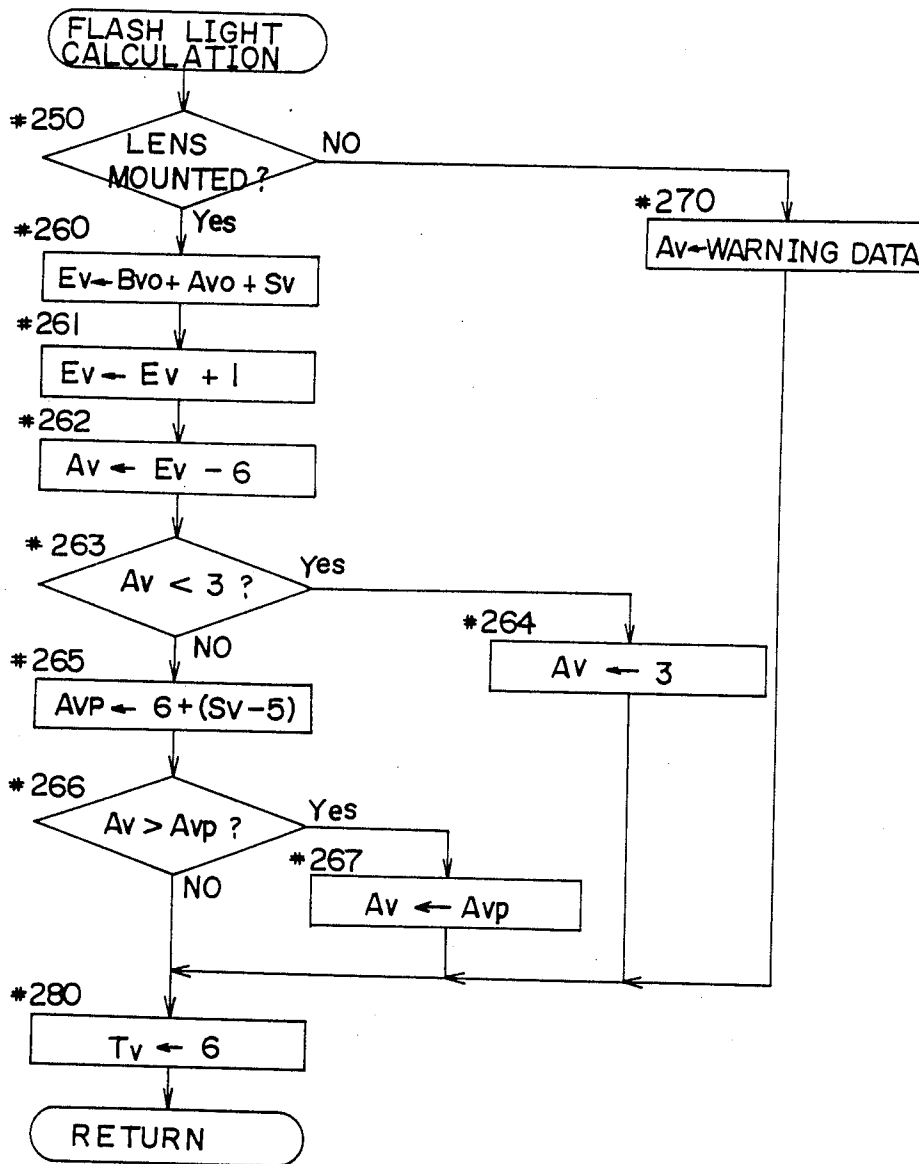 FLASH LIGHT
CALCULATION
*250
LENS
MOUNTED?
NO
Yes
*270
Av←WARNING DATA
*260
Ev←Bvo+Avo+Sv
*261
Ev ← Ev + 1
*262
Av ← Ev - 6
*263
Av < 3 ?
Yes
NO
*264
Av ← 3
*265
AVP ← 6+(Sv-5)
*266
Av > Avp ?
Yes
NO
*267
Av ← Avp
*280
Tv ← 6
RETURN